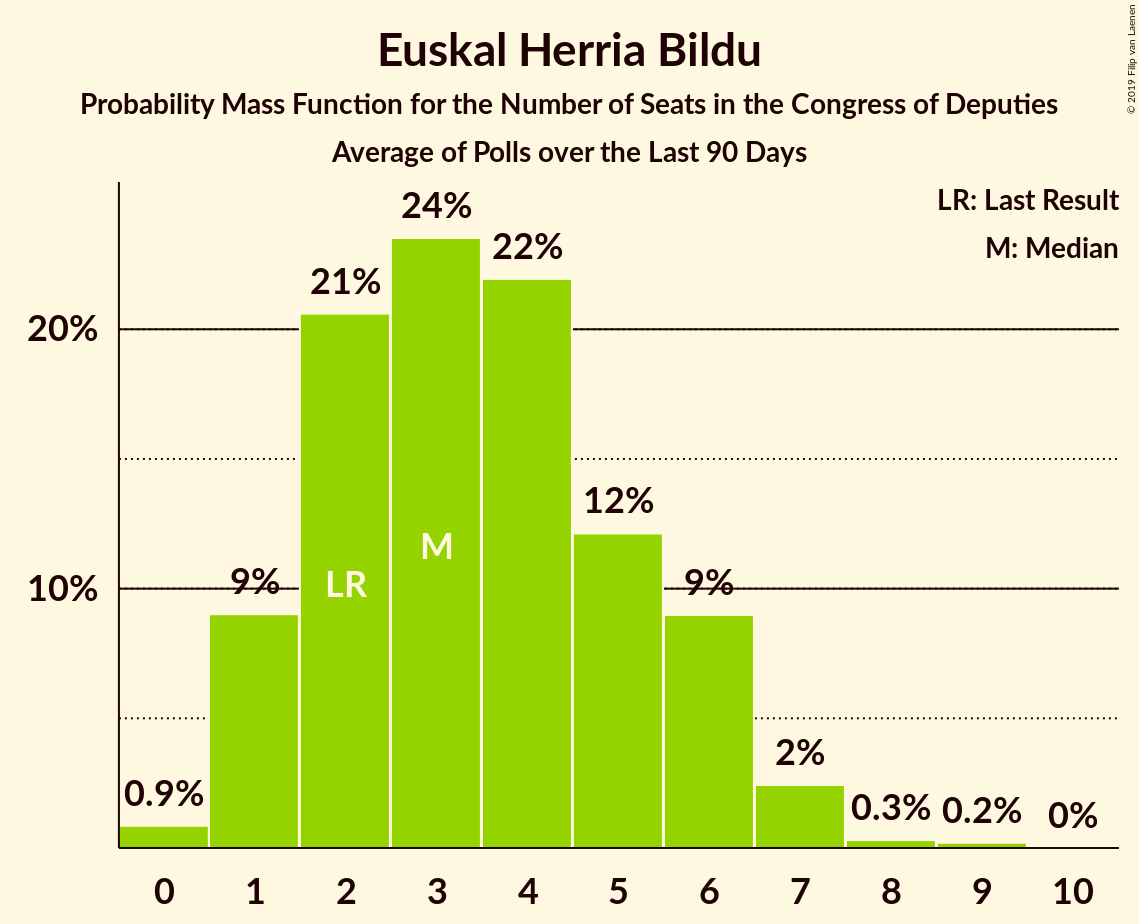 Euskal Herria Bildu
Probability Mass Function for the Number of Seats in the Congress of Deputies
Average of Polls over the Last 90 Days
© 2019 Filip van Laenen
LR: Last Result
M: Median
24%
22%
21%
20%
12%
M
9%
LR
9%
10%
2%
0.9%
0.3%
0.2%
0%
0 1 2 3 4 5 6 7 8 9 10